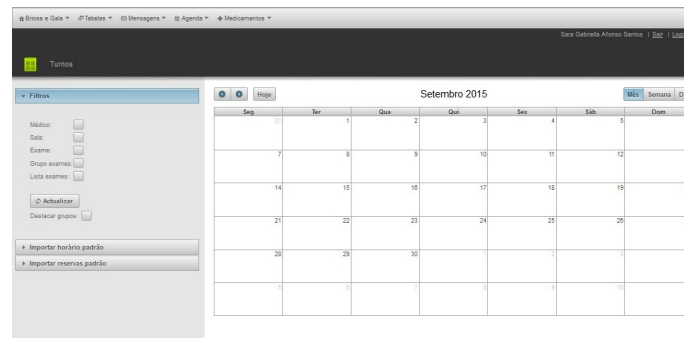 Briosa e Gala Tabelas Mensagens Agenda Medicamentos
Sara Gabriella Afonso Santos | Sair | Logi
Turnos
Filtros
Médico:
Sala:
Exame:
Grupo exames:
Lista exames:
Actualizar
Destacar grupos:
Importar horário padrão
Importar reservas padrão
Hoje Setembro 2015 Mês Semana D
Seg Ter Qua Qui Sex Sáb Dom
31 1 2 3 4 5
7 8 9 10 11 12
14 15 16 17 18 19
21 22 23 24 25 26
28 29 30 1 2 3
5 6 7 8 9 10